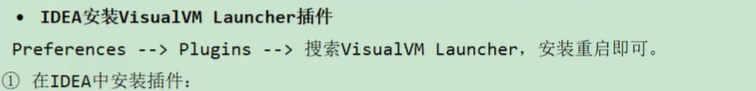 • IDEA安装VisualVM Launcher插件
Preferences --> Plugins --> 搜索VisualVM Launcher，安装重启即可。
① 在IDEA中安装插件：